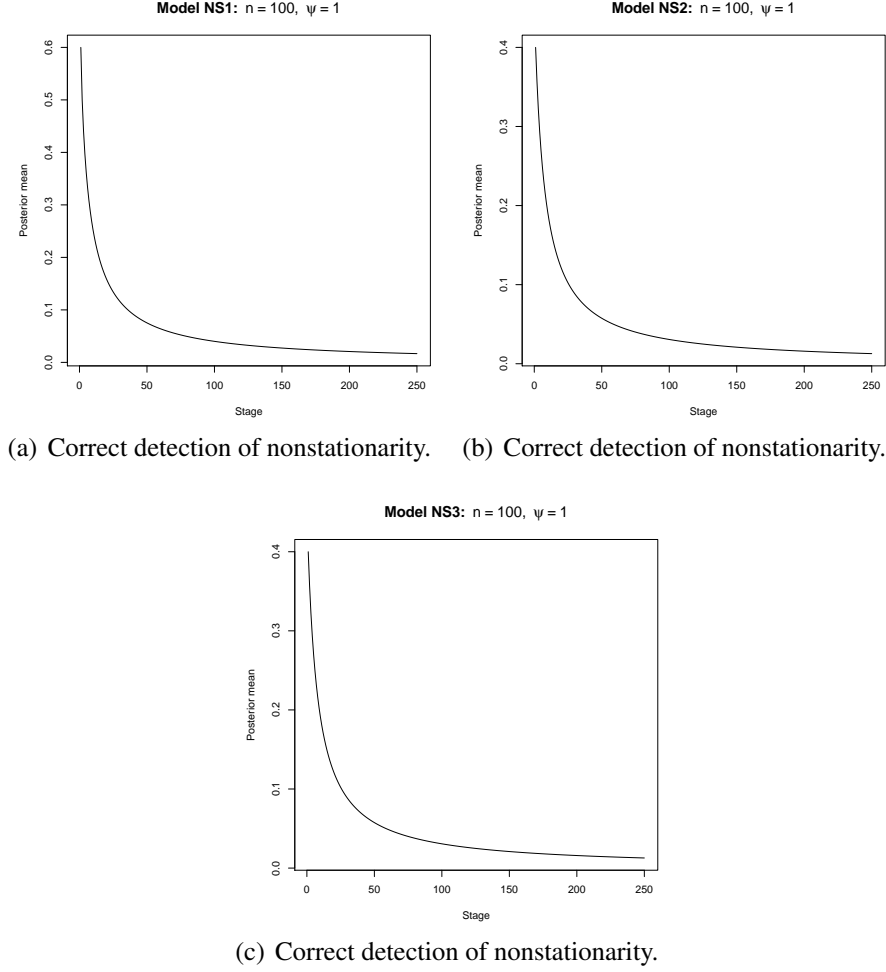 Model NS1: n = 100, ψ = 1
Posterior mean
0.6
0.5
0.4
0.3
0.2
0.1
0.0
0 50 100 150 200 250
Stage
(a) Correct detection of nonstationarity.
Model NS2: n = 100, ψ = 1
Posterior mean
0.4
0.3
0.2
0.1
0.0
0 50 100 150 200 250
Stage
(b) Correct detection of nonstationarity.
Model NS3: n = 100, ψ = 1
Posterior mean
0.4
0.3
0.2
0.1
0.0
0 50 100 150 200 250
Stage
(c) Correct detection of nonstationarity.